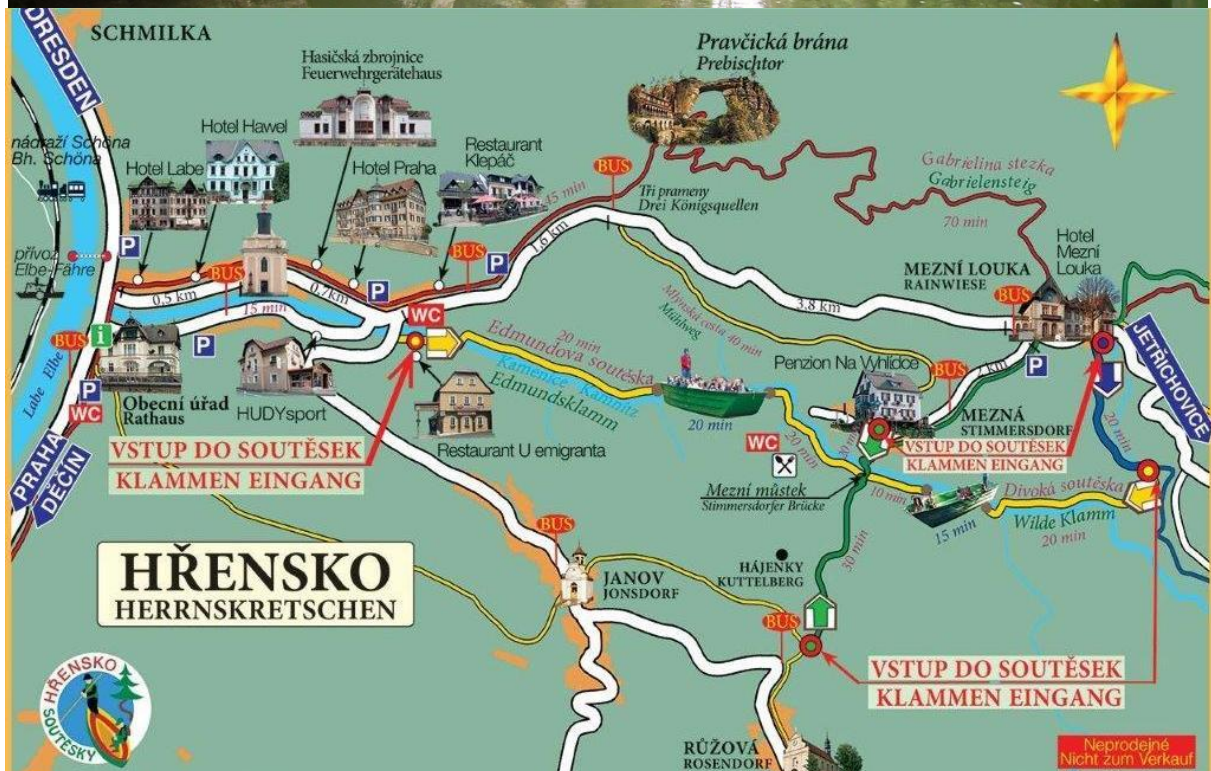 DRESDEN
SCHMILKA
Hasičská zbrojnice
Feuerwehrgerätehaus
Pravčická brána
Prebischtor
nádraží Schöna
Bh. Schöna
Hotel Labe
Hotel Hawel
Hotel Praha
Restaurant
Klepáč
45 min
BUS
Tři prameny
Drei Königsquellen
Gabrielina stezka
Gabrielensteig
70 min
Hotel
Mezní
Louka
přívoz
Elbe-Fähre
P
BUS
0,5 km
0,7km
P
BUS
P
1,6 km
3.8 km
MEZNÍ LOUKA
RAINWIESE
BUS
P
JETŘICHOVICE
BUS
i
15 min
P
WC
Labe Elbe
P
WC
Obecní úřad
Rathaus
HUDYsport
20 min
Edmundova soutěska
Kamenice Kamnitz
Edmundsklamm
Mlýnská cesta 40 min
Mühlweg
20 min
Penzion Na Vyhlídce
BUS
2 km
MEZNÁ
STIMMERSDORF
20 min
PRAHA
DĚČÍN
VSTUP DO SOUTĚSEK
KLAMMEN EINGANG
Restaurant U emigranta
WC
20 min
20 min
VSTUP DO SOUTĚSEK
KLAMMEN EINGANG
Mezní můstek
Stimmersdorfer Brücke
10 min
15 min
Divoká soutěska
Wilde Klamm
20 min
BUS
HŘENSKO
HERRNSKRETSCHEN
JANOV
JONSDORF
HÁJENKY
KUTTELBERG
30 min
BUS
VSTUP DO SOUTĚSEK
KLAMMEN EINGANG
HŘENSKO
SOUTĚSKY
RŮŽOVÁ
ROSENDORF
Neprodejné
Nicht zum Verkauf